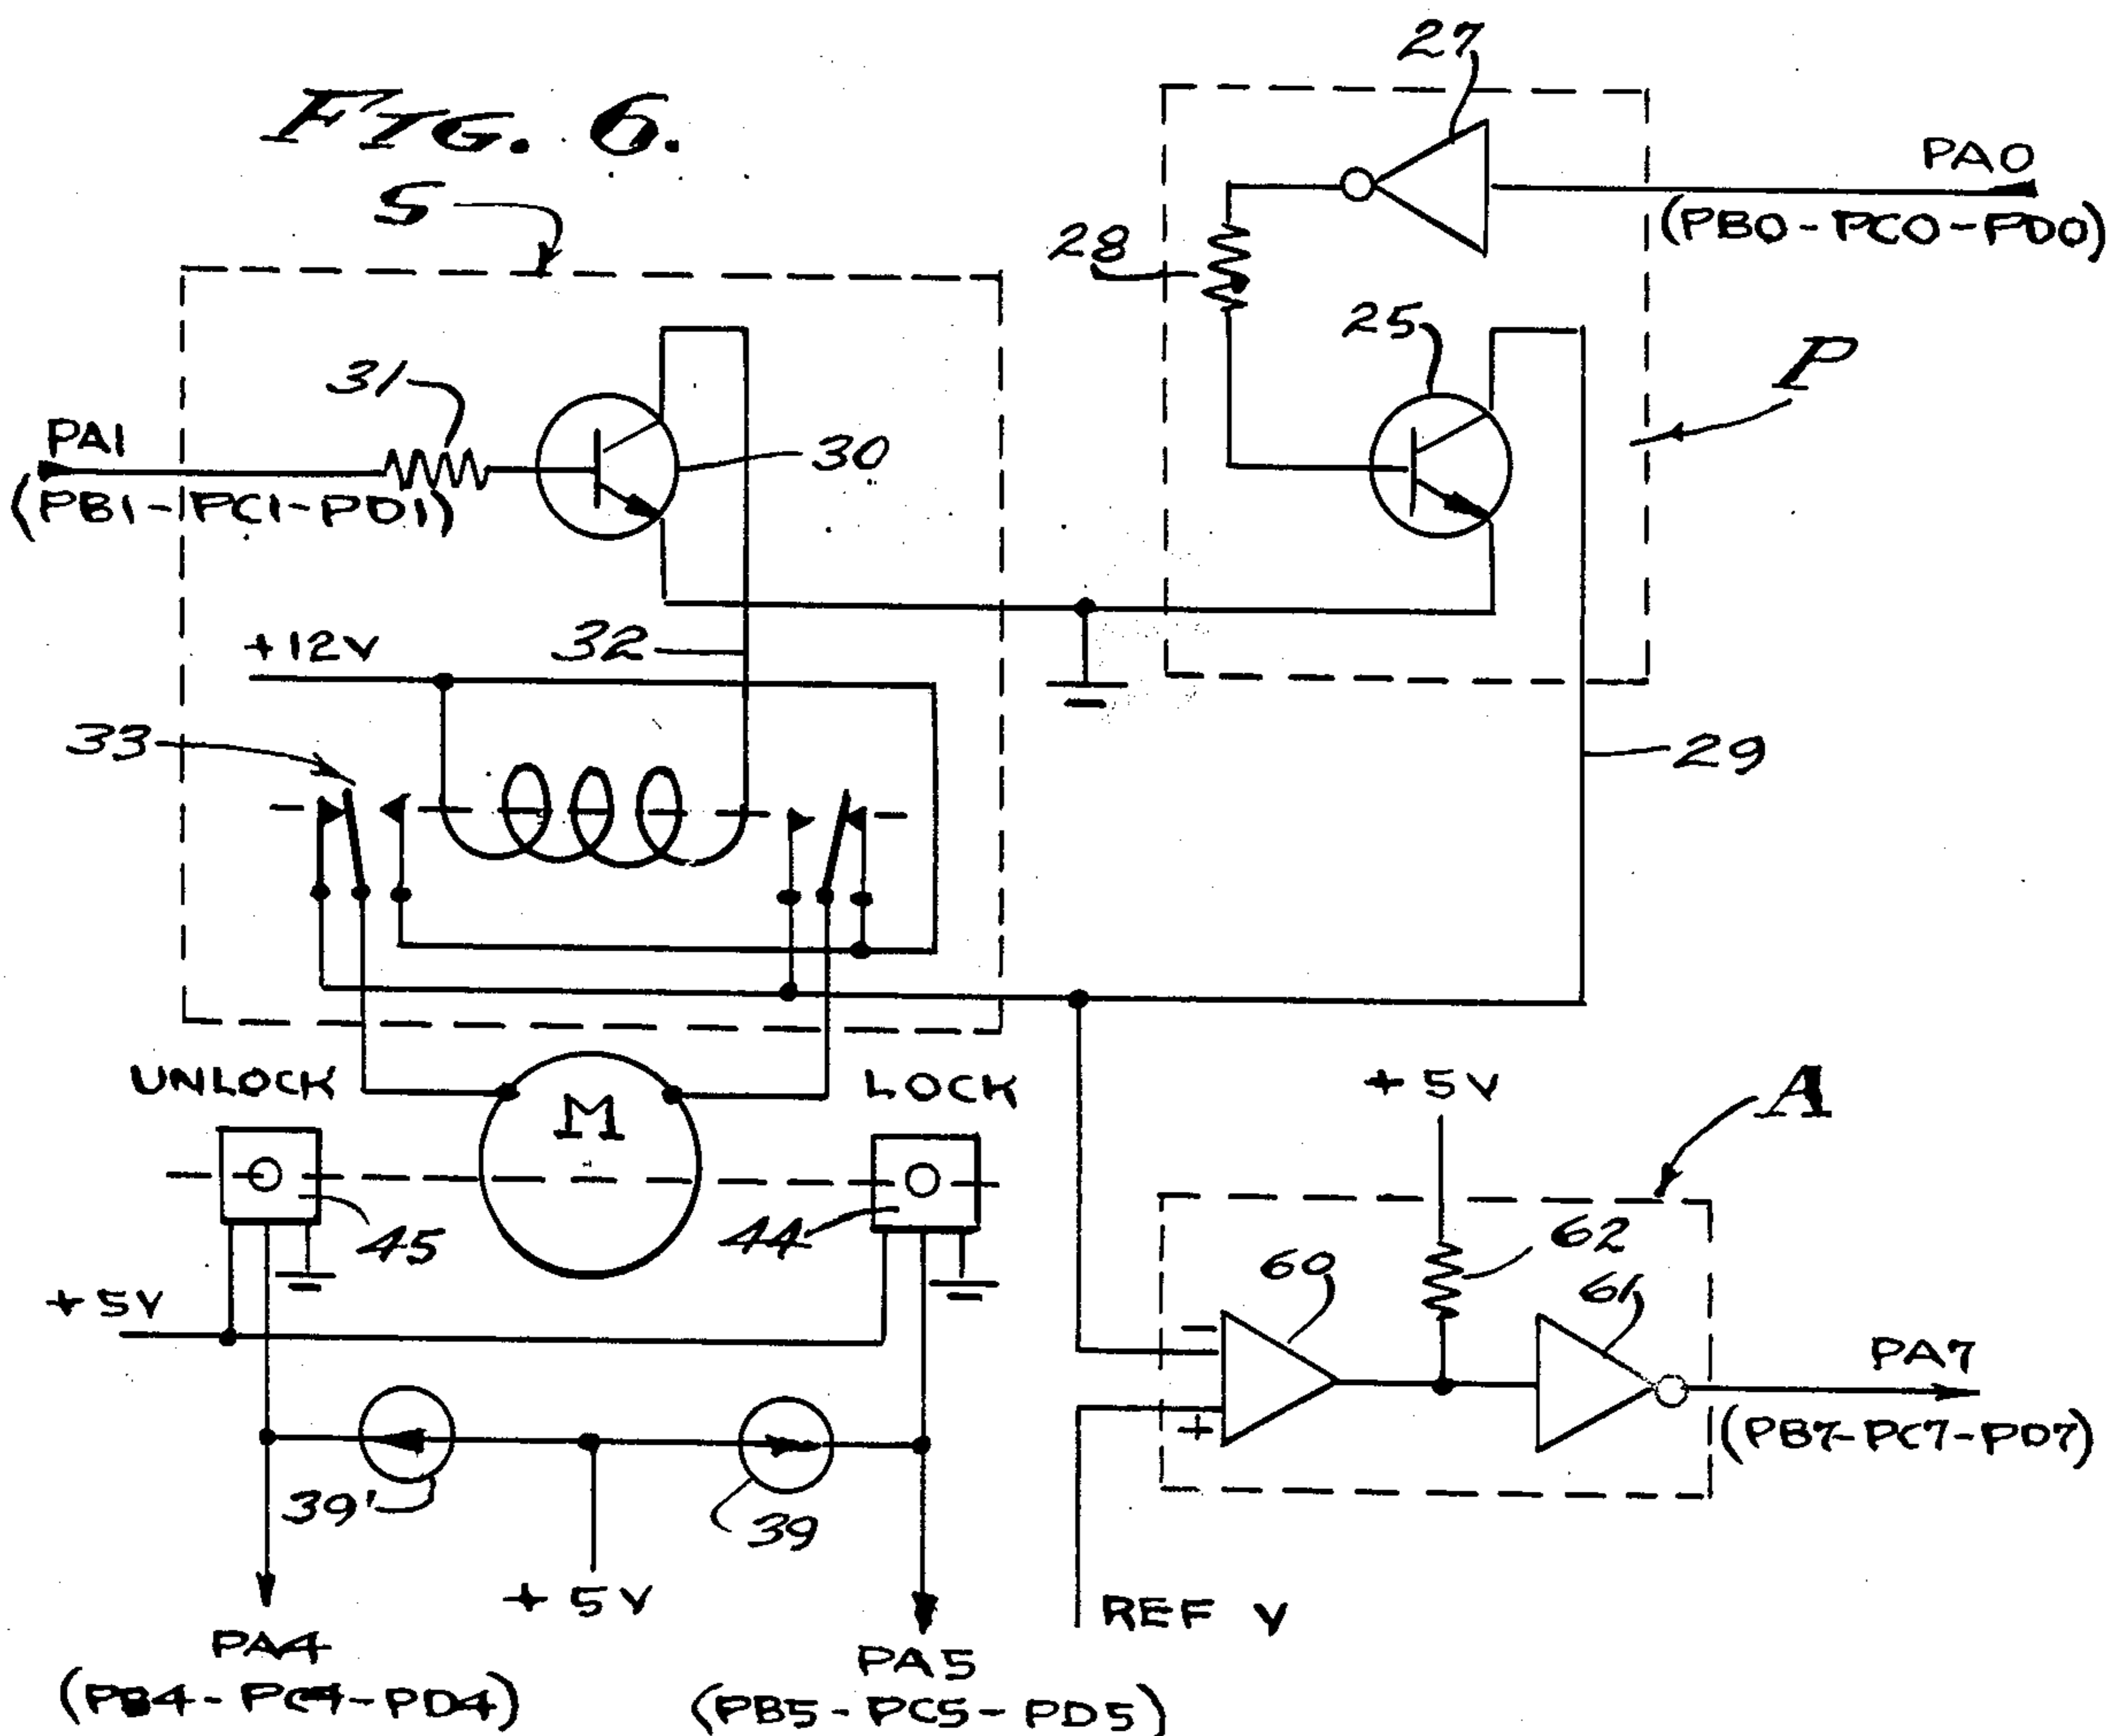 FIG. 6.
27
PA0
(PB0-PC0-PD0)
S
28
25
P
31
PA1
(PB1-PC1-PD1)
30
+12V
32
33
29
UNLOCK
M
LOCK
+5V
A
45
44
62
60
61
+5V
-
+
PA7
(PB7-PC7-PD7)
39'
39
+5V
REF V
PA4
(PB4-PC4-PD4)
PA5
(PB5-PC5-PD5)